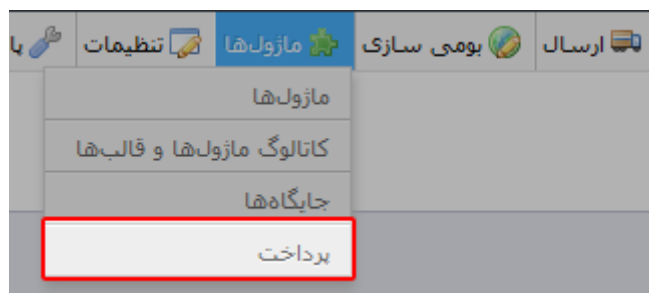 ارسال بومی سازی ماژول‌ها تنظیمات
ماژول‌ها
کاتالوگ ماژول‌ها و قالب‌ها
جایگاه‌ها
پرداخت